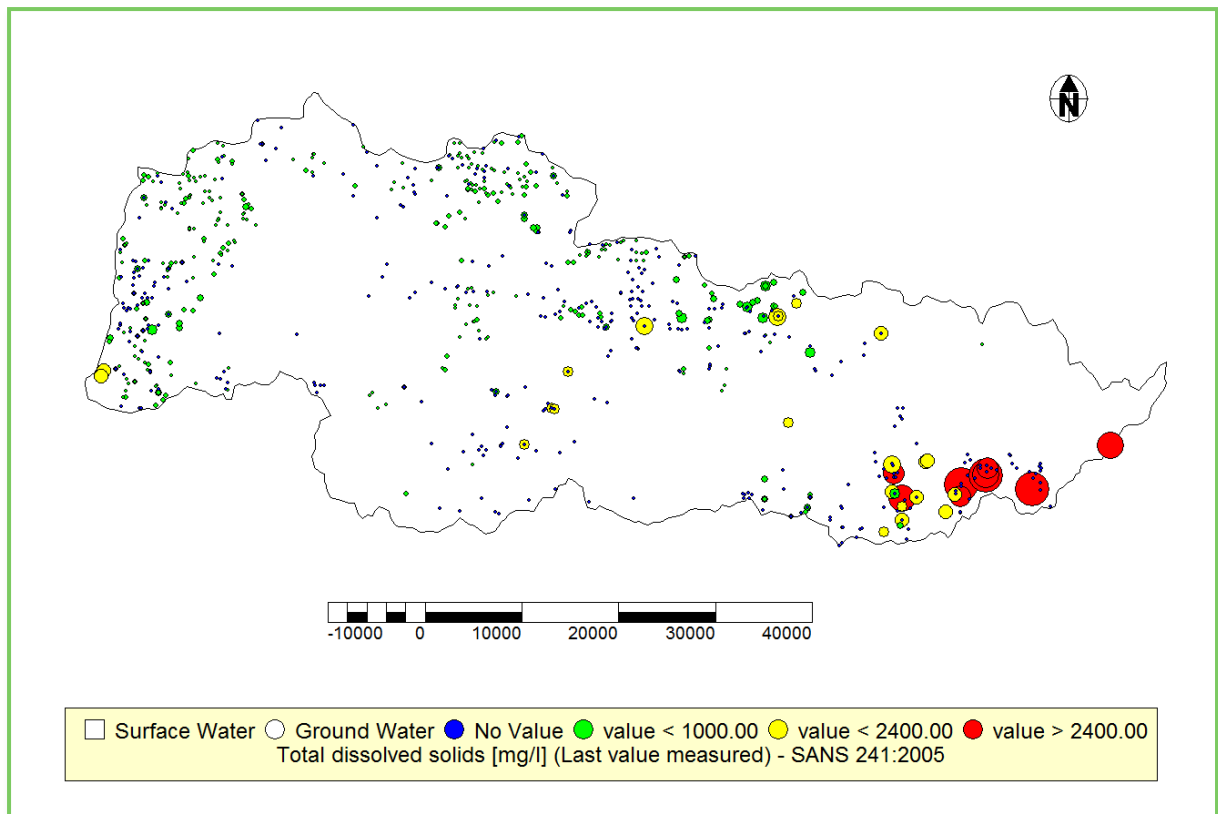 N
-10000 0 10000 20000 30000 40000
Surface Water Ground Water No Value value < 1000.00 value < 2400.00 value > 2400.00
Total dissolved solids [mg/l] (Last value measured) - SANS 241:2005